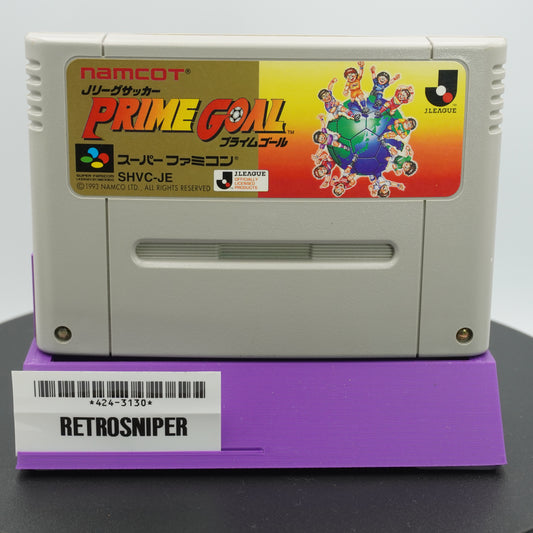 namcoT®
Jリーグサッカー
PRIME GOAL™
プライムゴール
スーパーファミコン®
SHVC-JE
©1993 NAMCO LTD., ALL RIGHTS RESERVED
J.LEAGUE
OFFICIALLY
LICENSED
PRODUCTS
J.LEAGUE
*424-3130*
RETROSNIPER